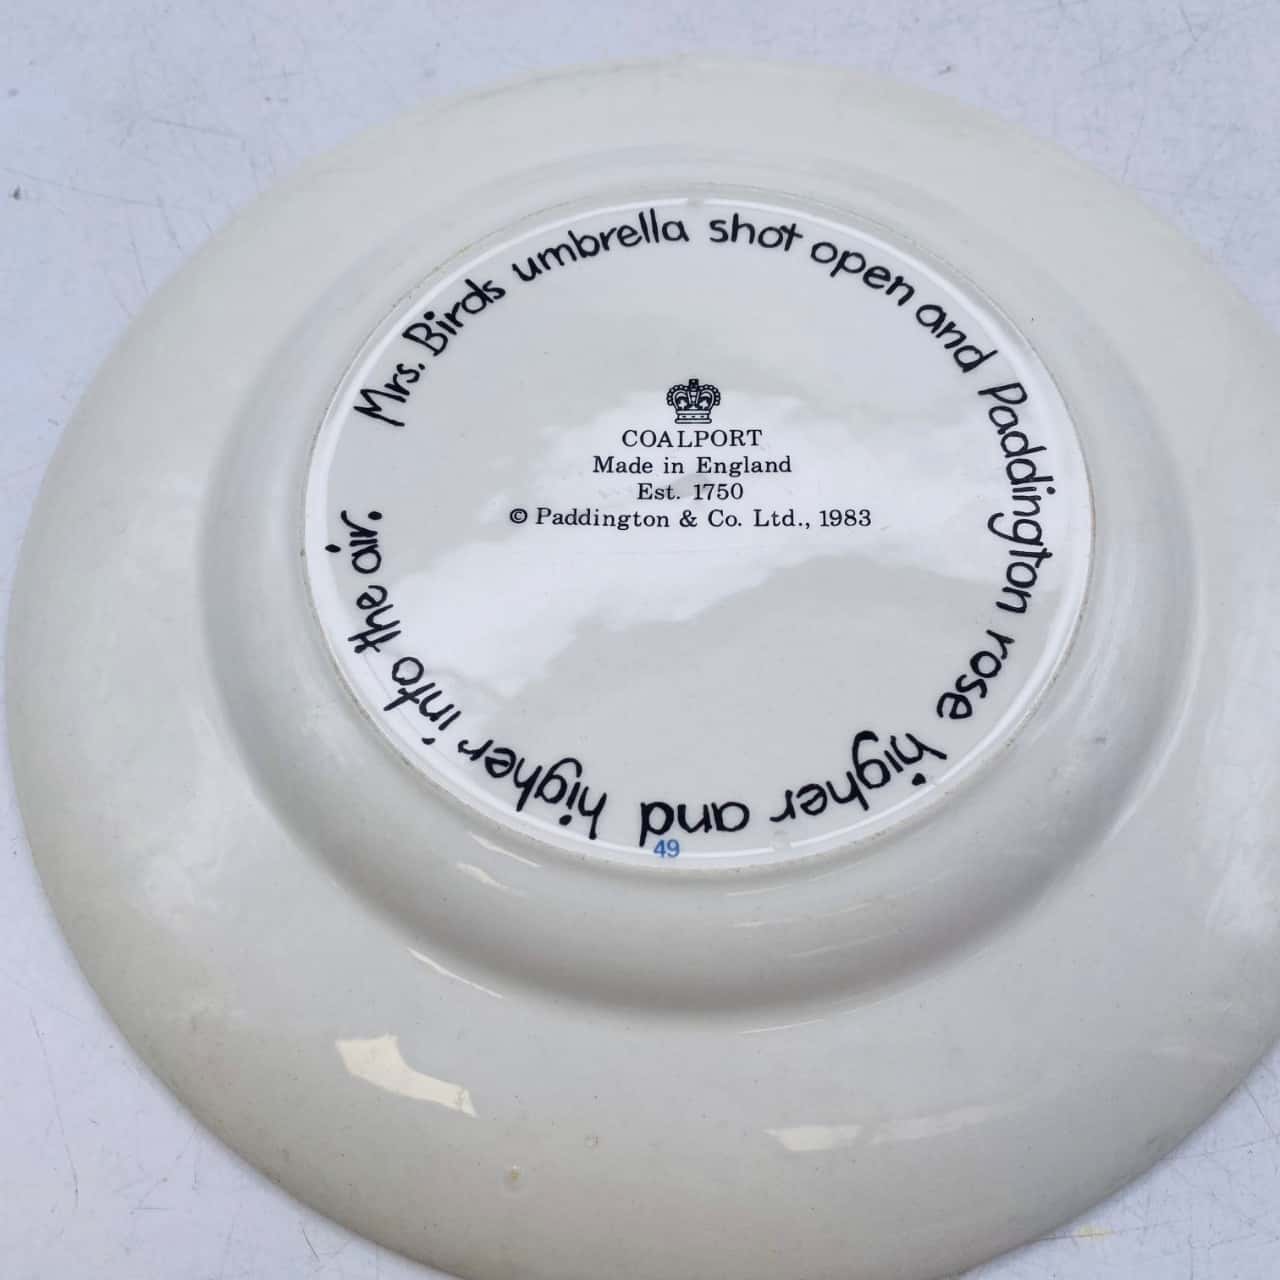 Mrs. Birds umbrella shot open and Paddington rose higher and higher into the air.
COALPORT
Made in England
Est. 1750
© Paddington & Co. Ltd., 1983
49